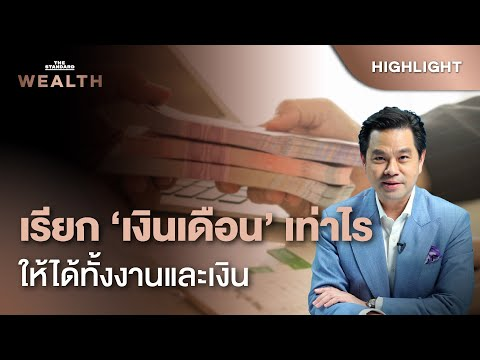 THE STANDARD
WEALTH
HIGHLIGHT
เรียก ‘เงินเดือน’ เท่าไร
ให้ได้ทั้งงานและเงิน